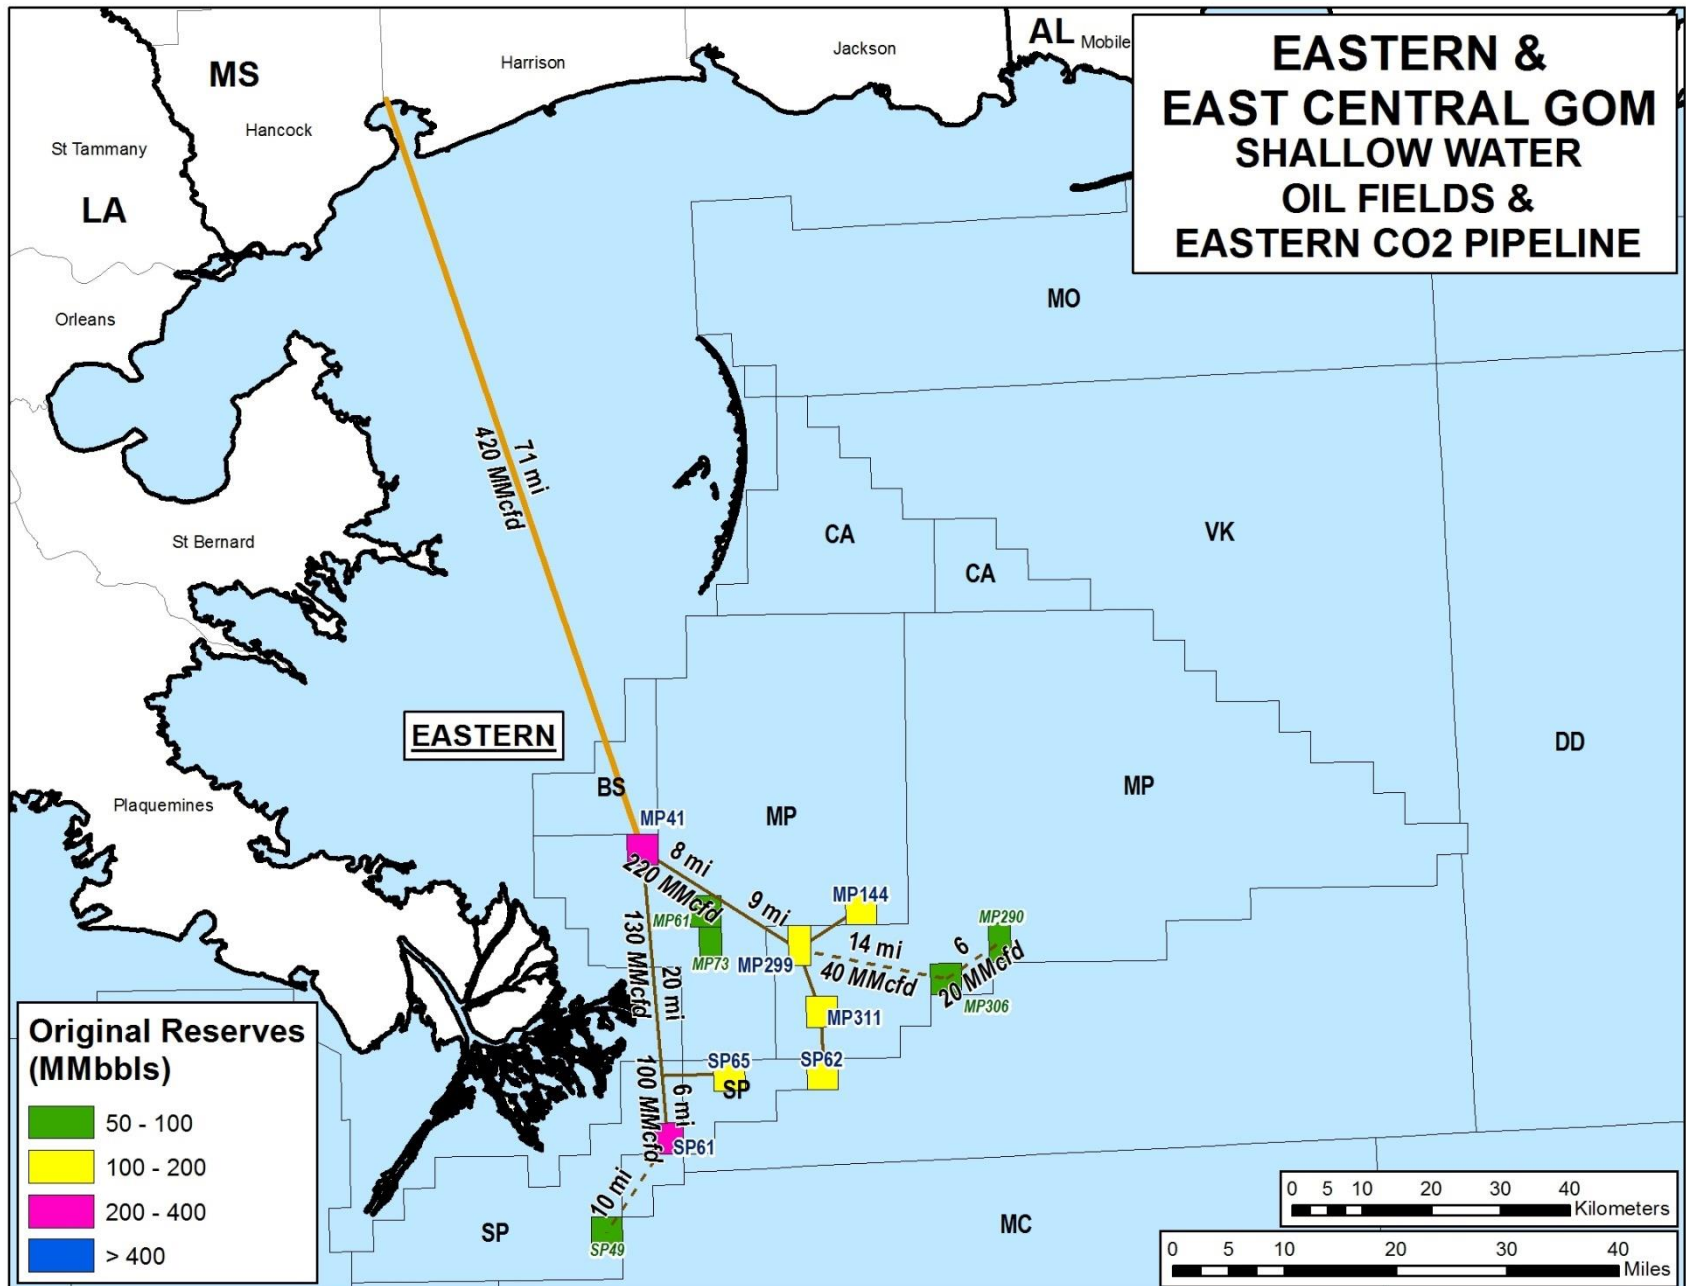 EASTERN &
EAST CENTRAL GOM
SHALLOW WATER
OIL FIELDS &
EASTERN CO2 PIPELINE
AL
Mobile
Jackson
Harrison
MS
Hancock
St Tammany
LA
Orleans
MO
71 mi
420 MMcfd
CA
VK
CA
St Bernard
EASTERN
DD
BS
MP
MP
Plaquemines
MP41
8 mi
220 MMcfd
9 mi
MP144
MP61
MP73
MP299
14 mi
40 MMcfd
6
20 MMcfd
MP290
MP306
130 MMcfd
20 mi
MP311
SP65
SP
SP62
100 MMcfd
6 mi
SP61
10 mi
SP49
SP
MC
Original Reserves
(MMbbls)
50 - 100
100 - 200
200 - 400
> 400
0 5 10 20 30 40
Kilometers
0 5 10 20 30 40
Miles